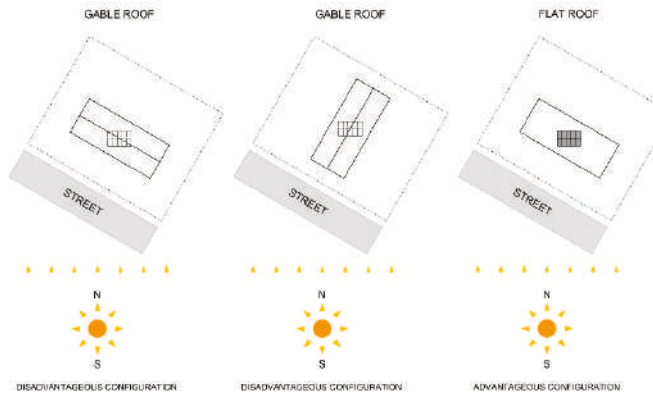 GABLE ROOF
GABLE ROOF
FLAT ROOF
STREET
STREET
STREET
N
N
N
S
S
S
DISADVANTAGEOUS CONFIGURATION
DISADVANTAGEOUS CONFIGURATION
ADVANTAGEOUS CONFIGURATION